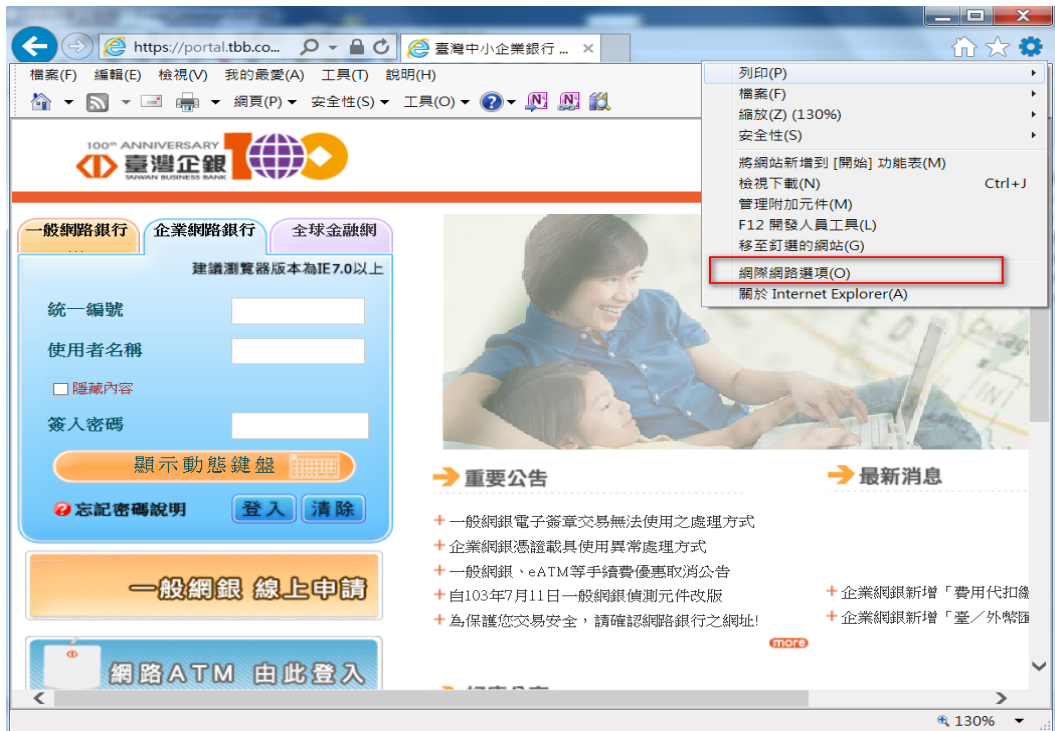 https://portal.tbb.co...
臺灣中小企業銀行 ...
檔案(F) 編輯(E) 檢視(V) 我的最愛(A) 工具(T) 說明(H)
網頁(P) 安全性(S) 工具(O)
列印(P)
檔案(F)
縮放(Z) (130%)
安全性(S)
將網站新增到 [開始] 功能表(M)
檢視下載(N) Ctrl+J
管理附加元件(M)
F12 開發人員工具(L)
移至釘選的網站(G)
網際網路選項(O)
關於 Internet Explorer(A)
100th ANNIVERSARY
臺灣企銀
TAIWAN BUSINESS BANK
100
一般網路銀行 企業網路銀行 全球金融網
...
建議瀏覽器版本為IE7.0以上
統一編號
使用者名稱
隱藏內容
簽入密碼
顯示動態鍵盤
忘記密碼說明 登入 清除
一般網銀 線上申請
網路ATM 由此登入
重要公告
一般網銀電子簽章交易無法使用之處理方式
企業網銀憑證載具使用異常處理方式
一般網銀、eATM等手續費優惠取消公告
自103年7月11日一般網銀偵測元件改版
為保護您交易安全，請確認網路銀行之網址!
more
最新消息
企業網銀新增「費用代扣繳
企業網銀新增「臺／外幣匯
130%